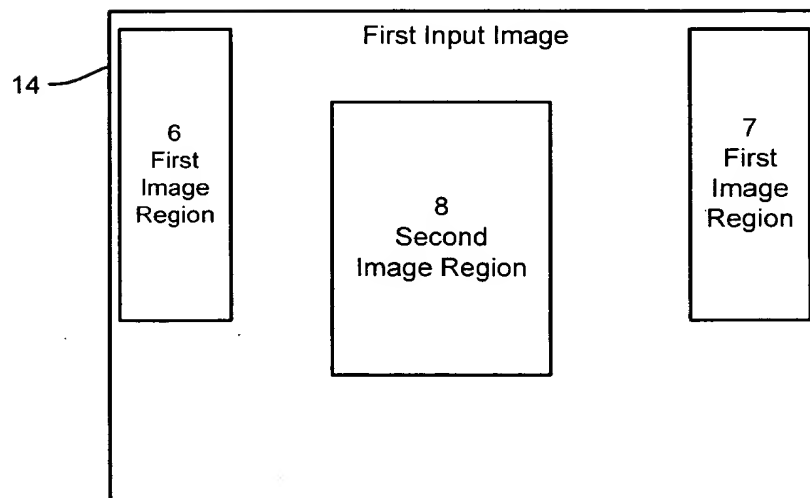 First Input Image
14
6
First
Image
Region
8
Second
Image Region
7
First
Image
Region